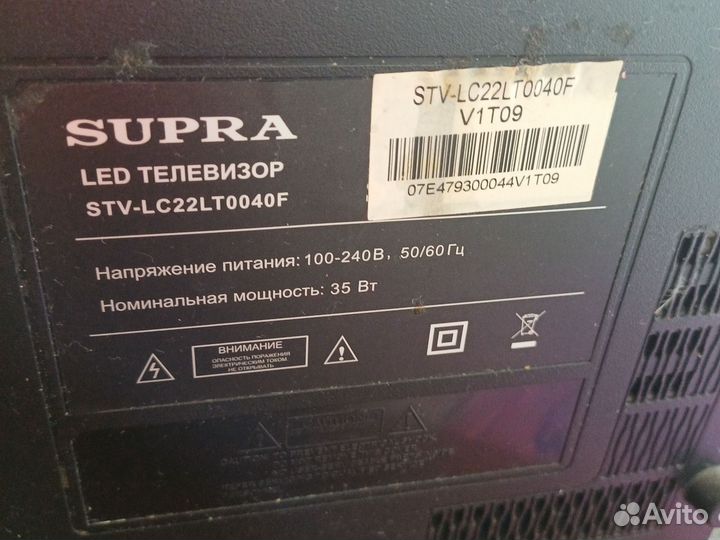 SUPRA
LED ТЕЛЕВИЗОР
STV-LC22LT0040F
STV-LC22LT0040F
V1T09
07E479300044V1T09
Напряжение питания: 100-240В, 50/60Гц
Номинальная мощность: 35 Вт
ВНИМАНИЕ
ОПАСНОСТЬ ПОРАЖЕНИЯ
ЭЛЕКТРИЧЕСКИМ ТОКОМ
НЕ ОТКРЫВАТЬ
CAUTION
Avito